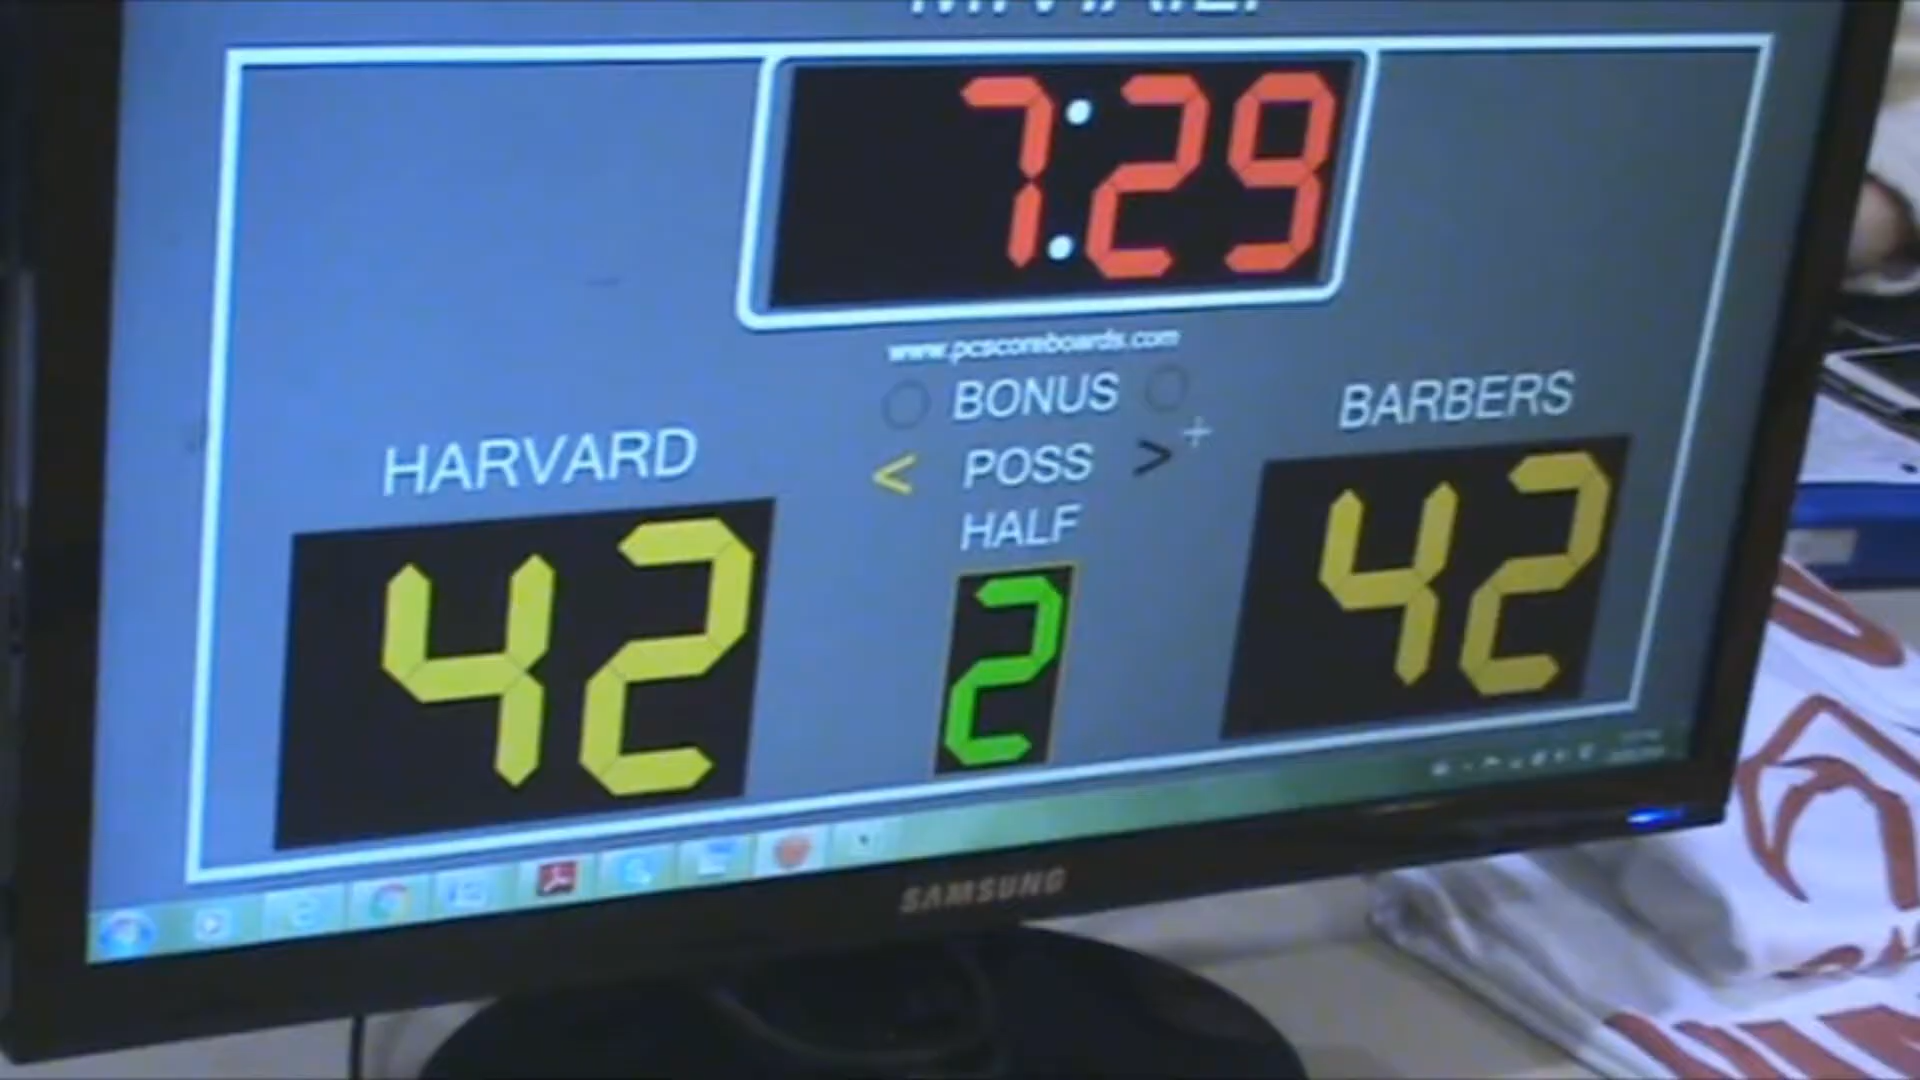 7:29
www.pcscoreboards.com
BONUS
HARVARD
< POSS >
BARBERS
HALF
42
2
42
SAMSUNG